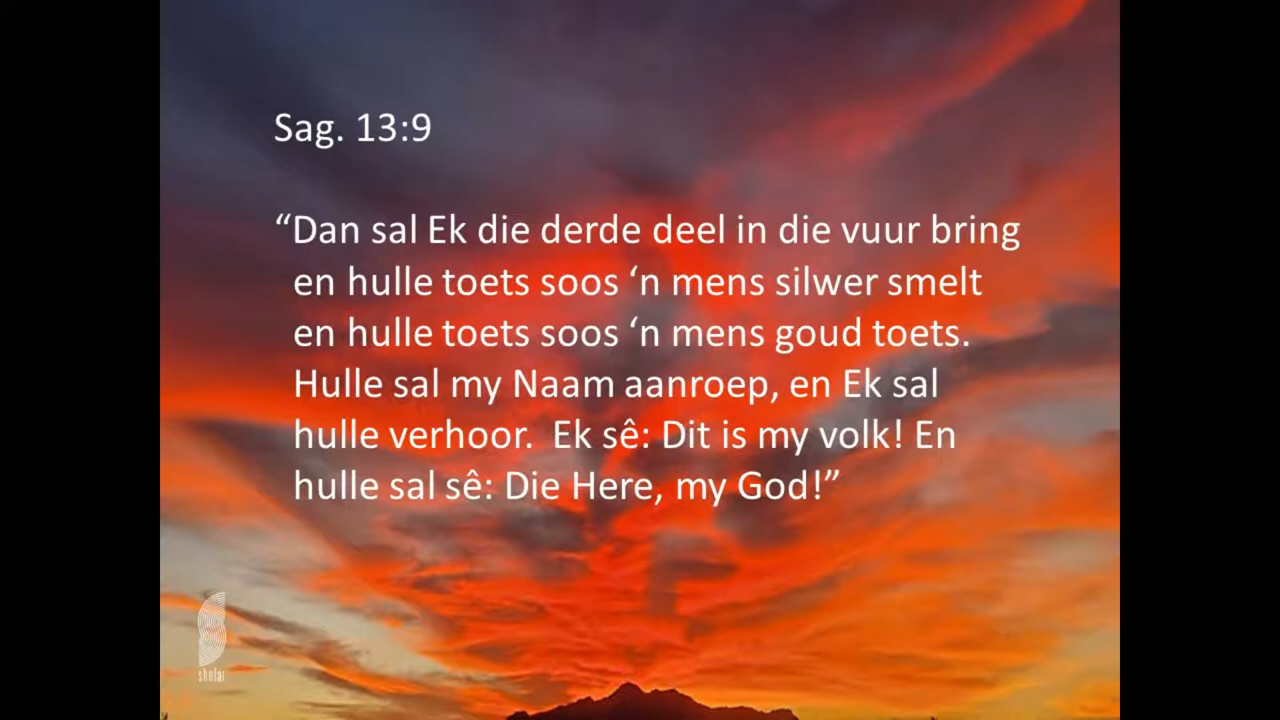 Sag. 13:9
“Dan sal Ek die derde deel in die vuur bring
en hulle toets soos ‘n mens silwer smelt
en hulle toets soos ‘n mens goud toets.
Hulle sal my Naam aanroep, en Ek sal
hulle verhoor.  Ek sê: Dit is my volk! En
hulle sal sê: Die Here, my God!”
shofar